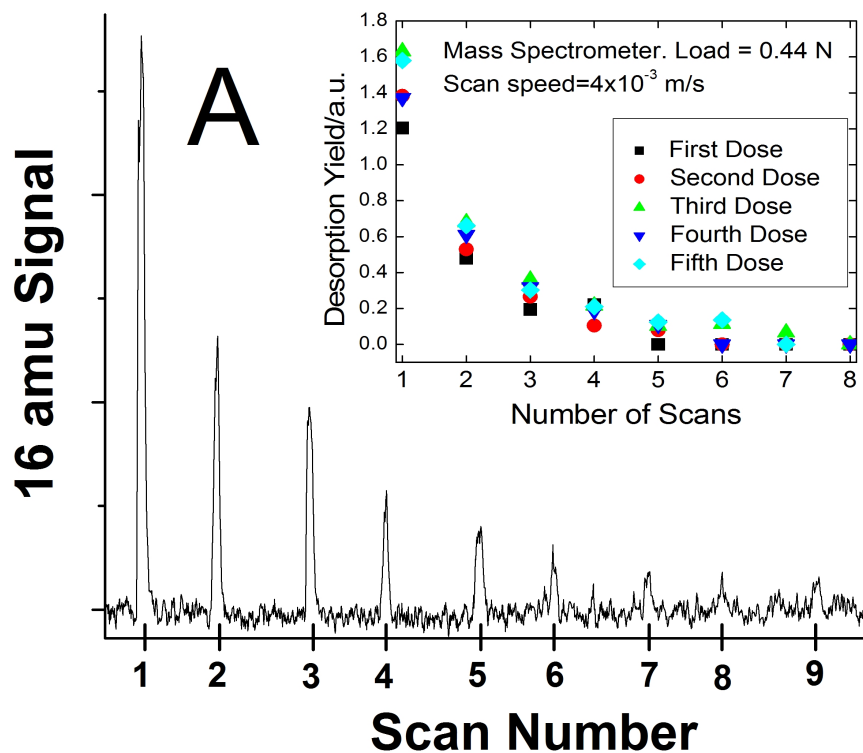 A
16 amu Signal
1 2 3 4 5 6 7 8 9
Scan Number
Desorption Yield/a.u.
1.8
1.6
1.4
1.2
1.0
0.8
0.6
0.4
0.2
0.0
Mass Spectrometer. Load = 0.44 N
Scan speed=4x10⁻³ m/s
First Dose
Second Dose
Third Dose
Fourth Dose
Fifth Dose
1 2 3 4 5 6 7 8
Number of Scans